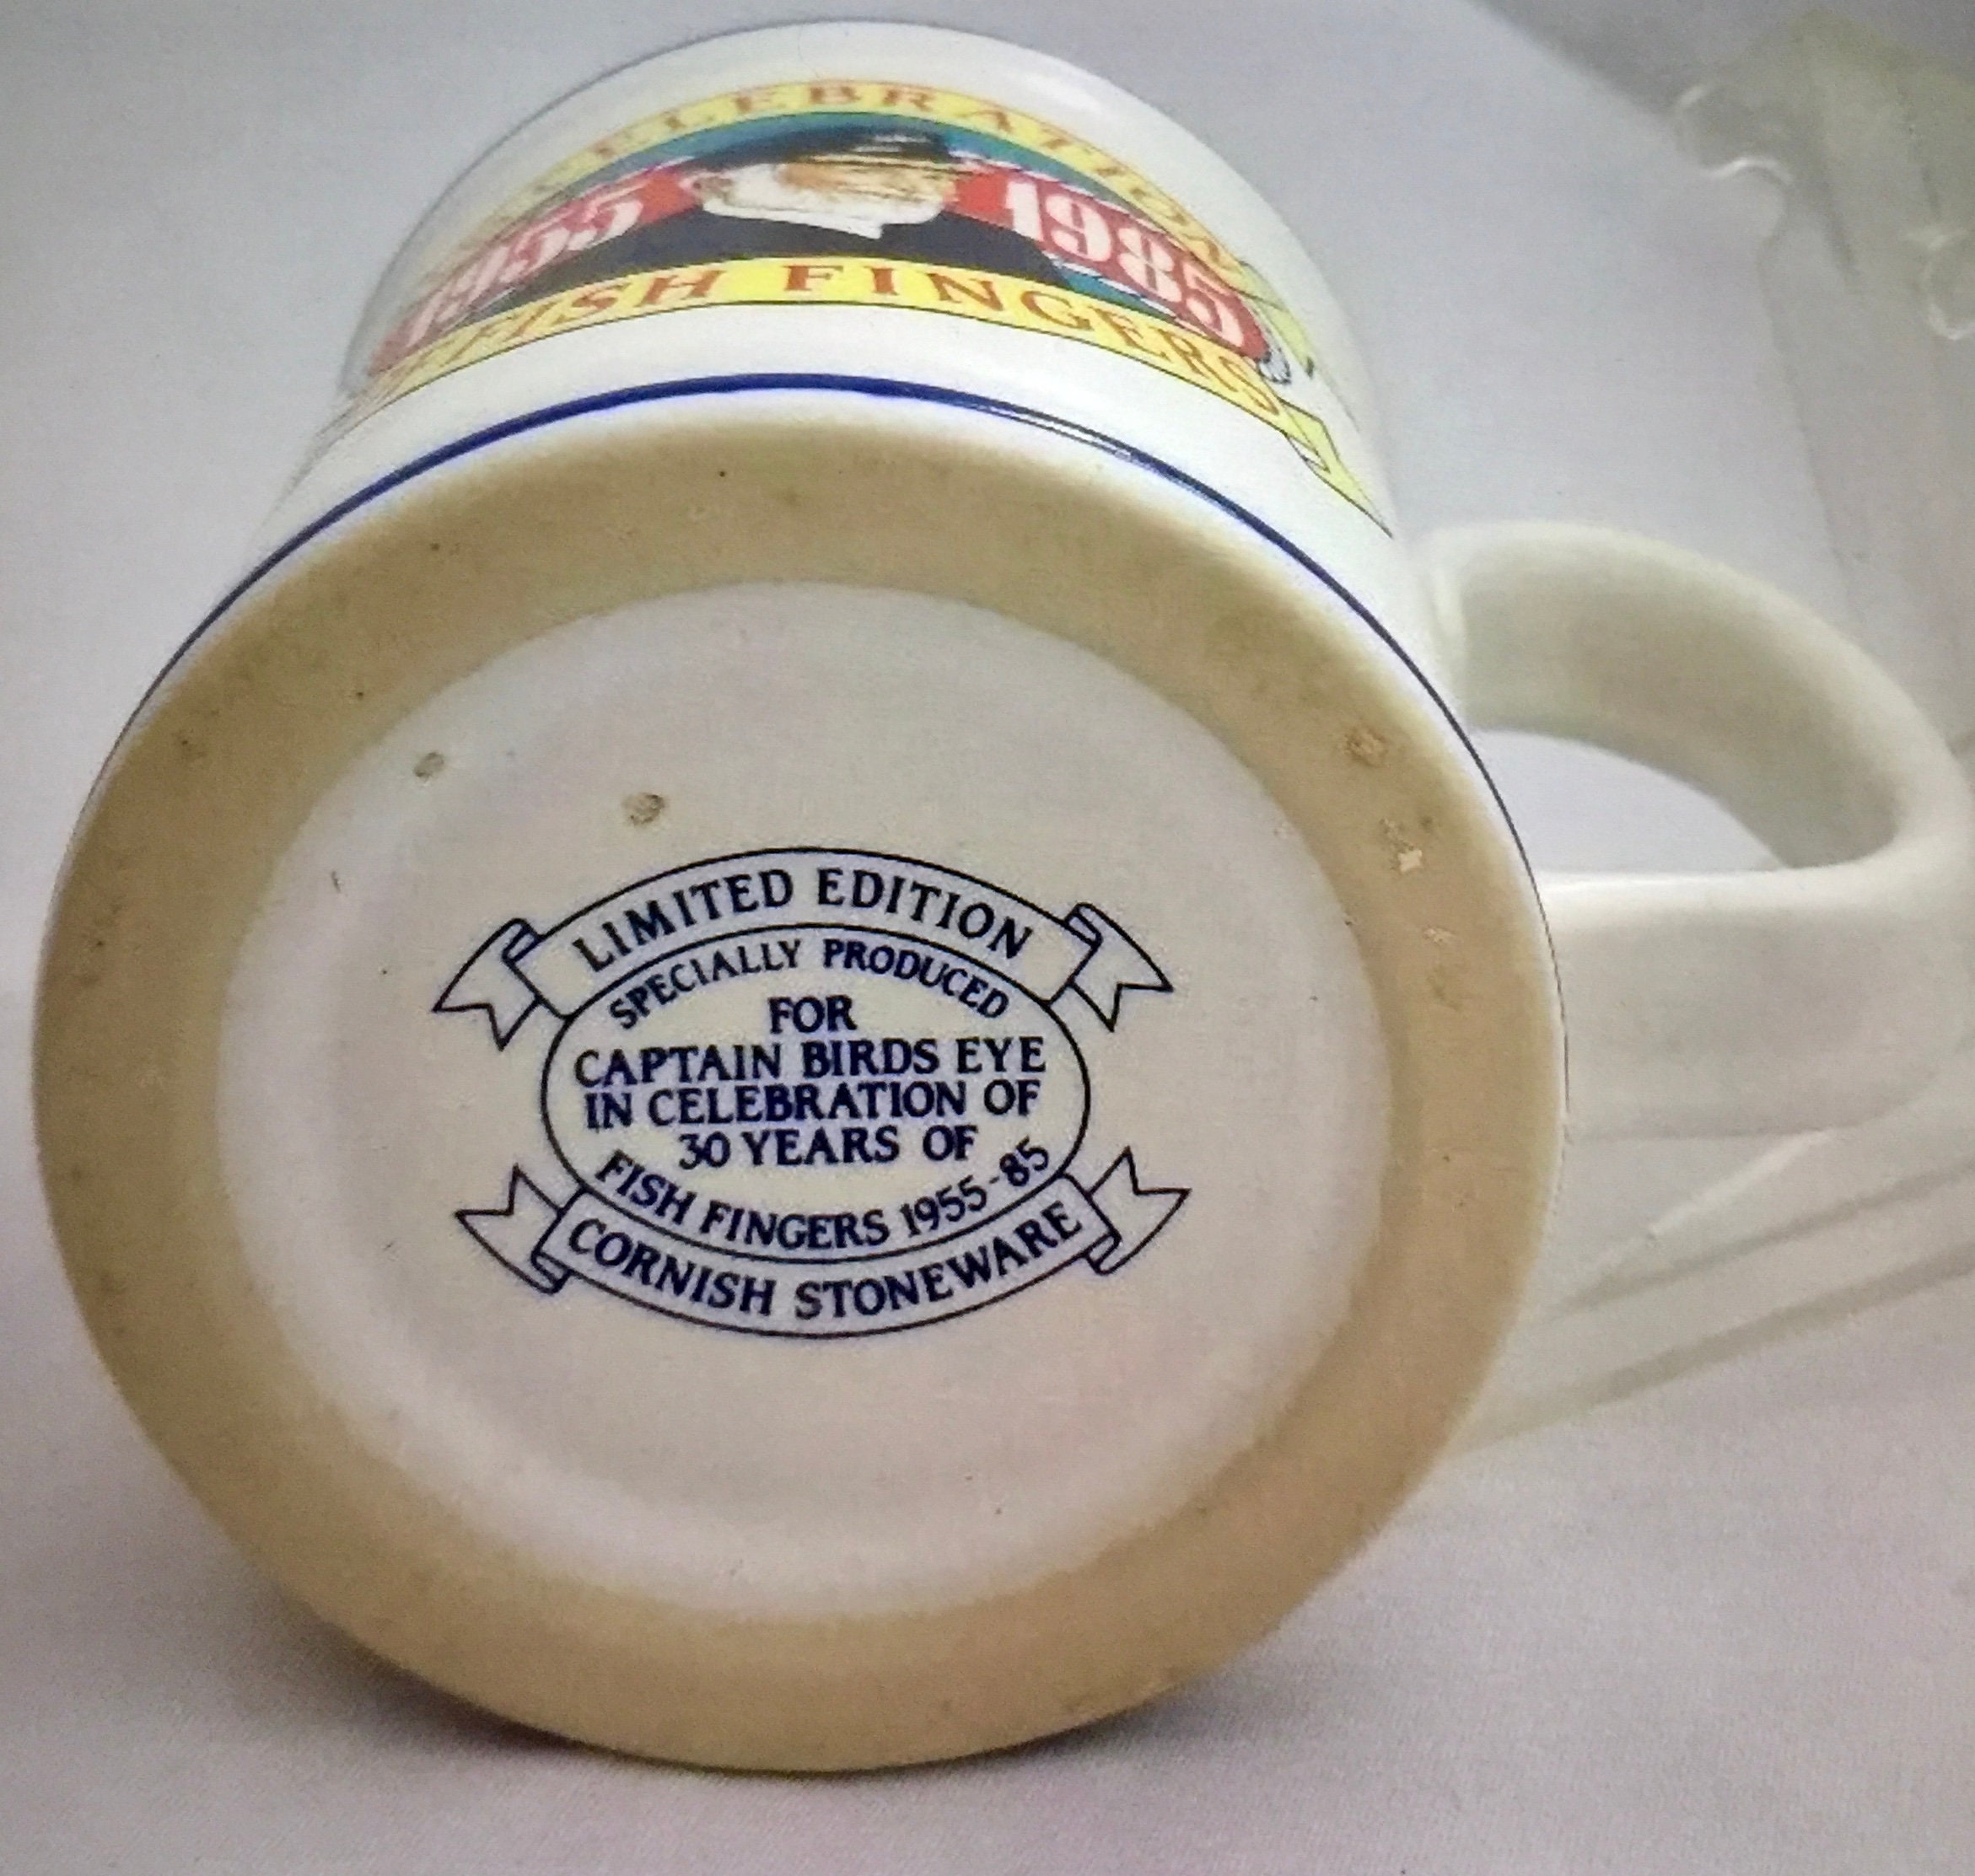 CELEBRATION
1955 1985
FISH FINGERS
LIMITED EDITION
SPECIALLY PRODUCED
FOR
CAPTAIN BIRDS EYE
IN CELEBRATION OF
30 YEARS OF
FISH FINGERS 1955-85
CORNISH STONEWARE